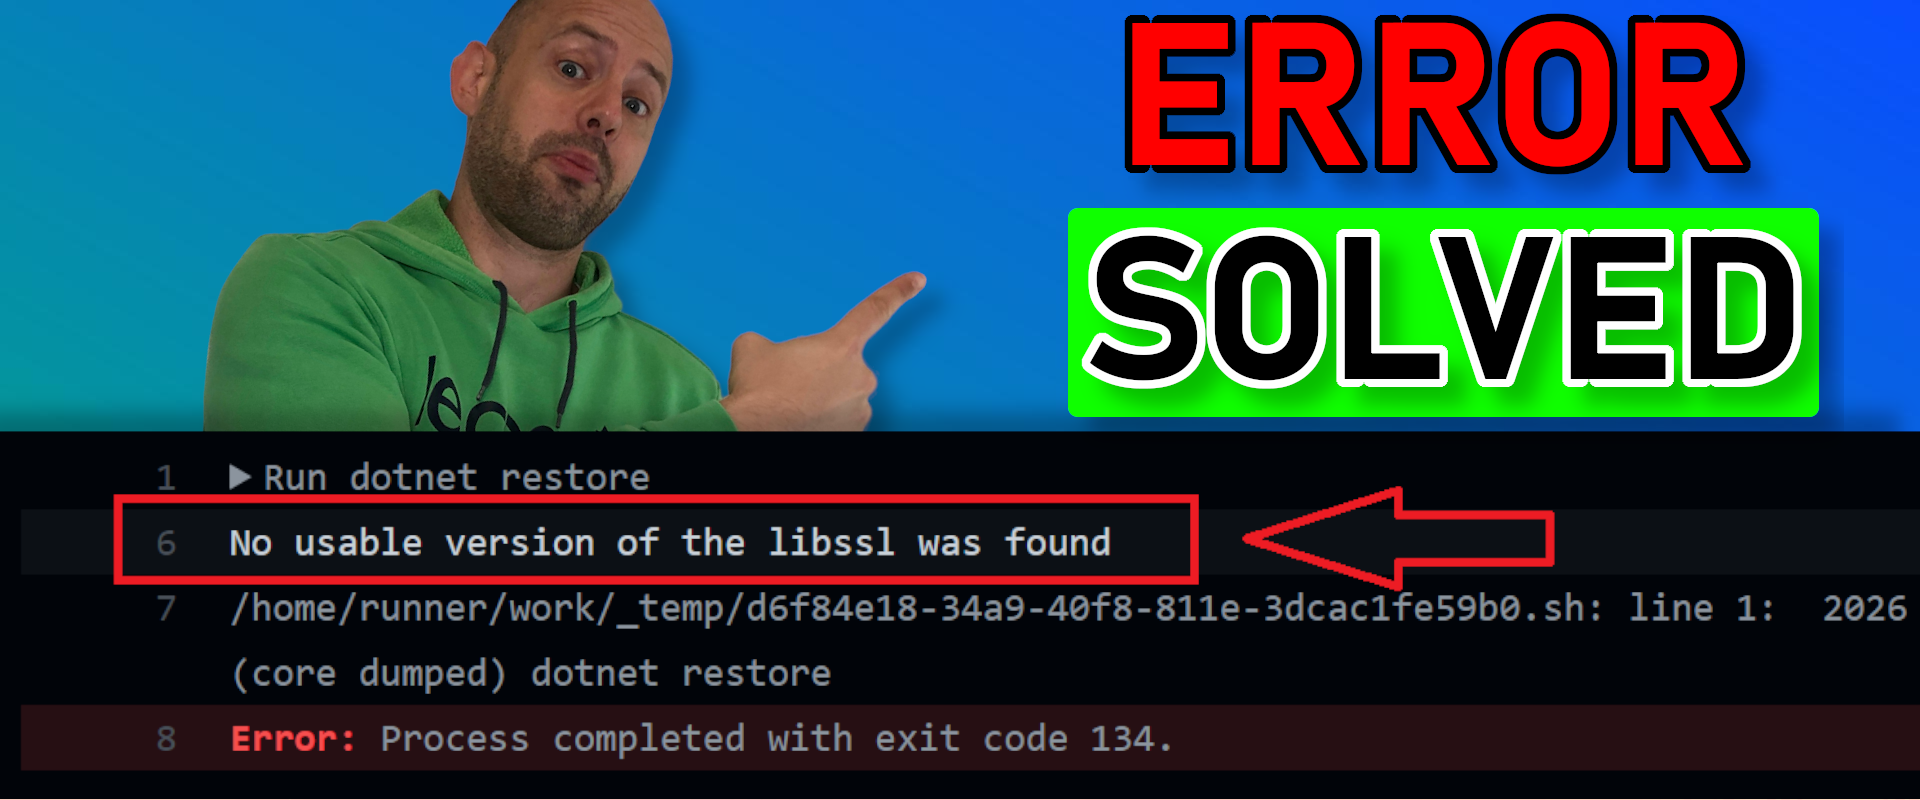 ERROR
SOLVED
1 Run dotnet restore
6 No usable version of the libssl was found
7 /home/runner/work/_temp/d6f84e18-34a9-40f8-811e-3dcac1fe59b0.sh: line 1: 2026
(core dumped) dotnet restore
8 Error: Process completed with exit code 134.